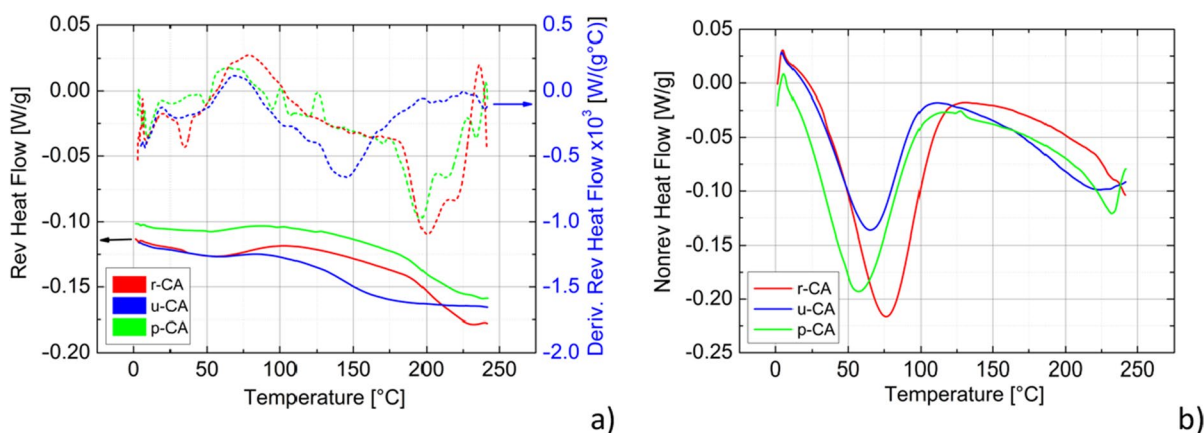 0.05
0.00
-0.05
-0.10
-0.15
-0.20
Rev Heat Flow [W/g]
0.5
0.0
-0.5
-1.0
-1.5
-2.0
Deriv. Rev Heat Flow x10³ [W/(g°C)]
r-CA
u-CA
p-CA
0 50 100 150 200 250
Temperature [°C]
a)
0.05
0.00
-0.05
-0.10
-0.15
-0.20
-0.25
Nonrev Heat Flow [W/g]
r-CA
u-CA
p-CA
0 50 100 150 200 250
Temperature [°C]
b)